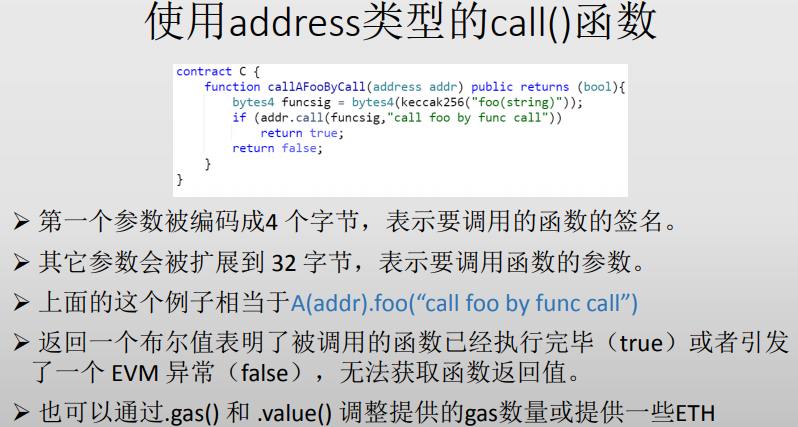 使用address类型的call()函数
contract C {
function callAFooByCall(address addr) public returns (bool){
bytes4 funcsig = bytes4(keccak256("foo(string)"));
if (addr.call(funcsig,"call foo by func call"))
return true;
return false;
}
}
➢ 第一个参数被编码成4 个字节，表示要调用的函数的签名。
➢ 其它参数会被扩展到 32 字节，表示要调用函数的参数。
➢ 上面的这个例子相当于A(addr).foo(“call foo by func call”)
➢ 返回一个布尔值表明了被调用的函数已经执行完毕（true）或者引发
了一个 EVM 异常（false），无法获取函数返回值。
➢ 也可以通过.gas() 和 .value() 调整提供的gas数量或提供一些ETH